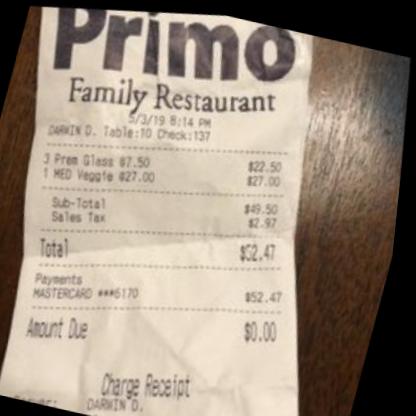 Primo
Family Restaurant
5/3/19 8:14 PM
DARWIN D. Table:10 Check:137
3 Prem Glass @7.50 $22.50
1 MED Veggie @27.00 $27.00
Sub-Total $49.50
Sales Tax $2.97
Total $52.47
Payments
MASTERCARD ***6170 $52.47
Amount Due $0.00
Charge Receipt
DARWIN D.